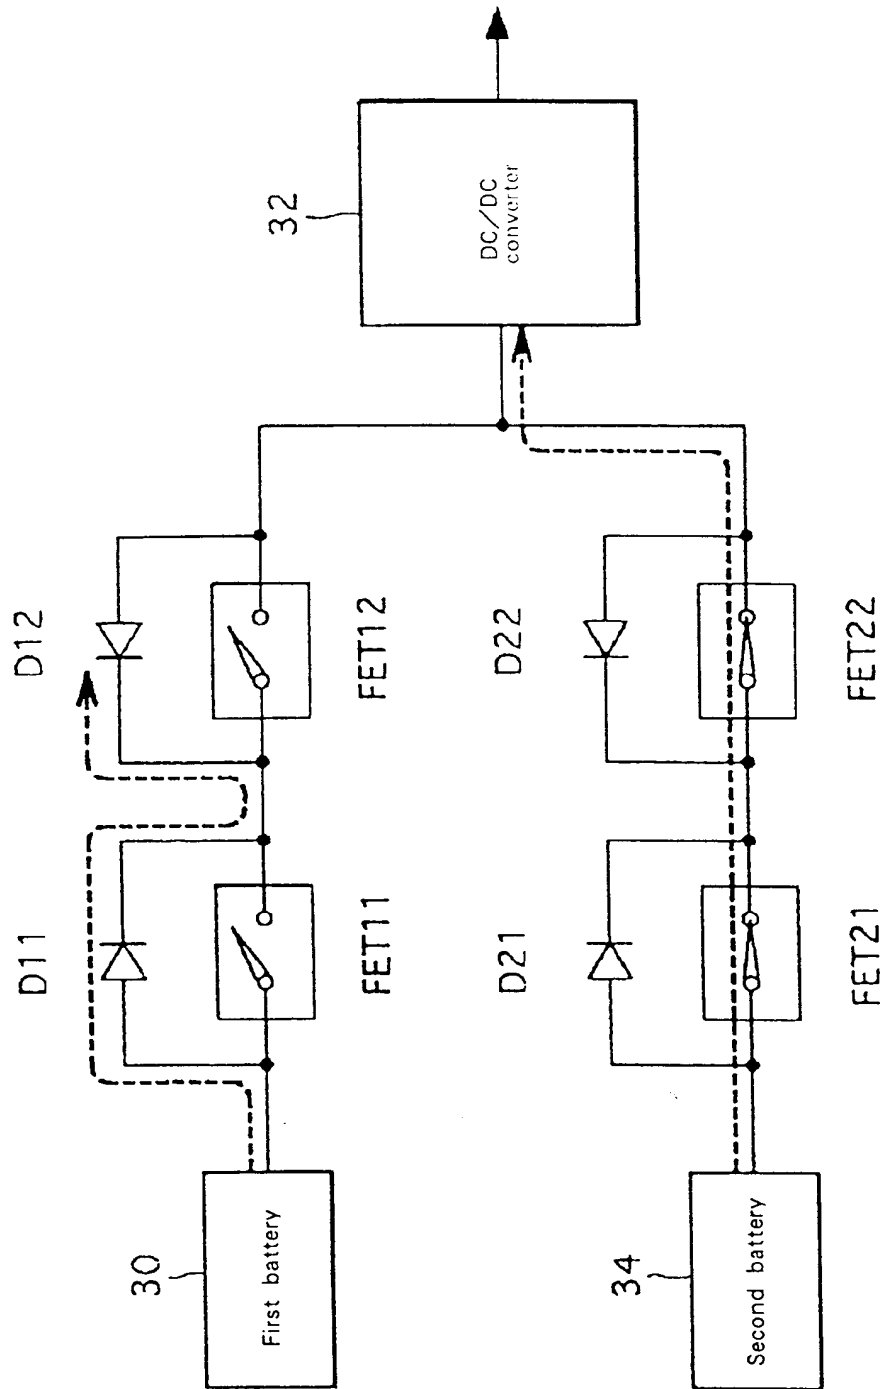 30
First battery
D11
FET11
D12
FET12
32
DC/DC
converter
34
Second battery
D21
FET21
D22
FET22